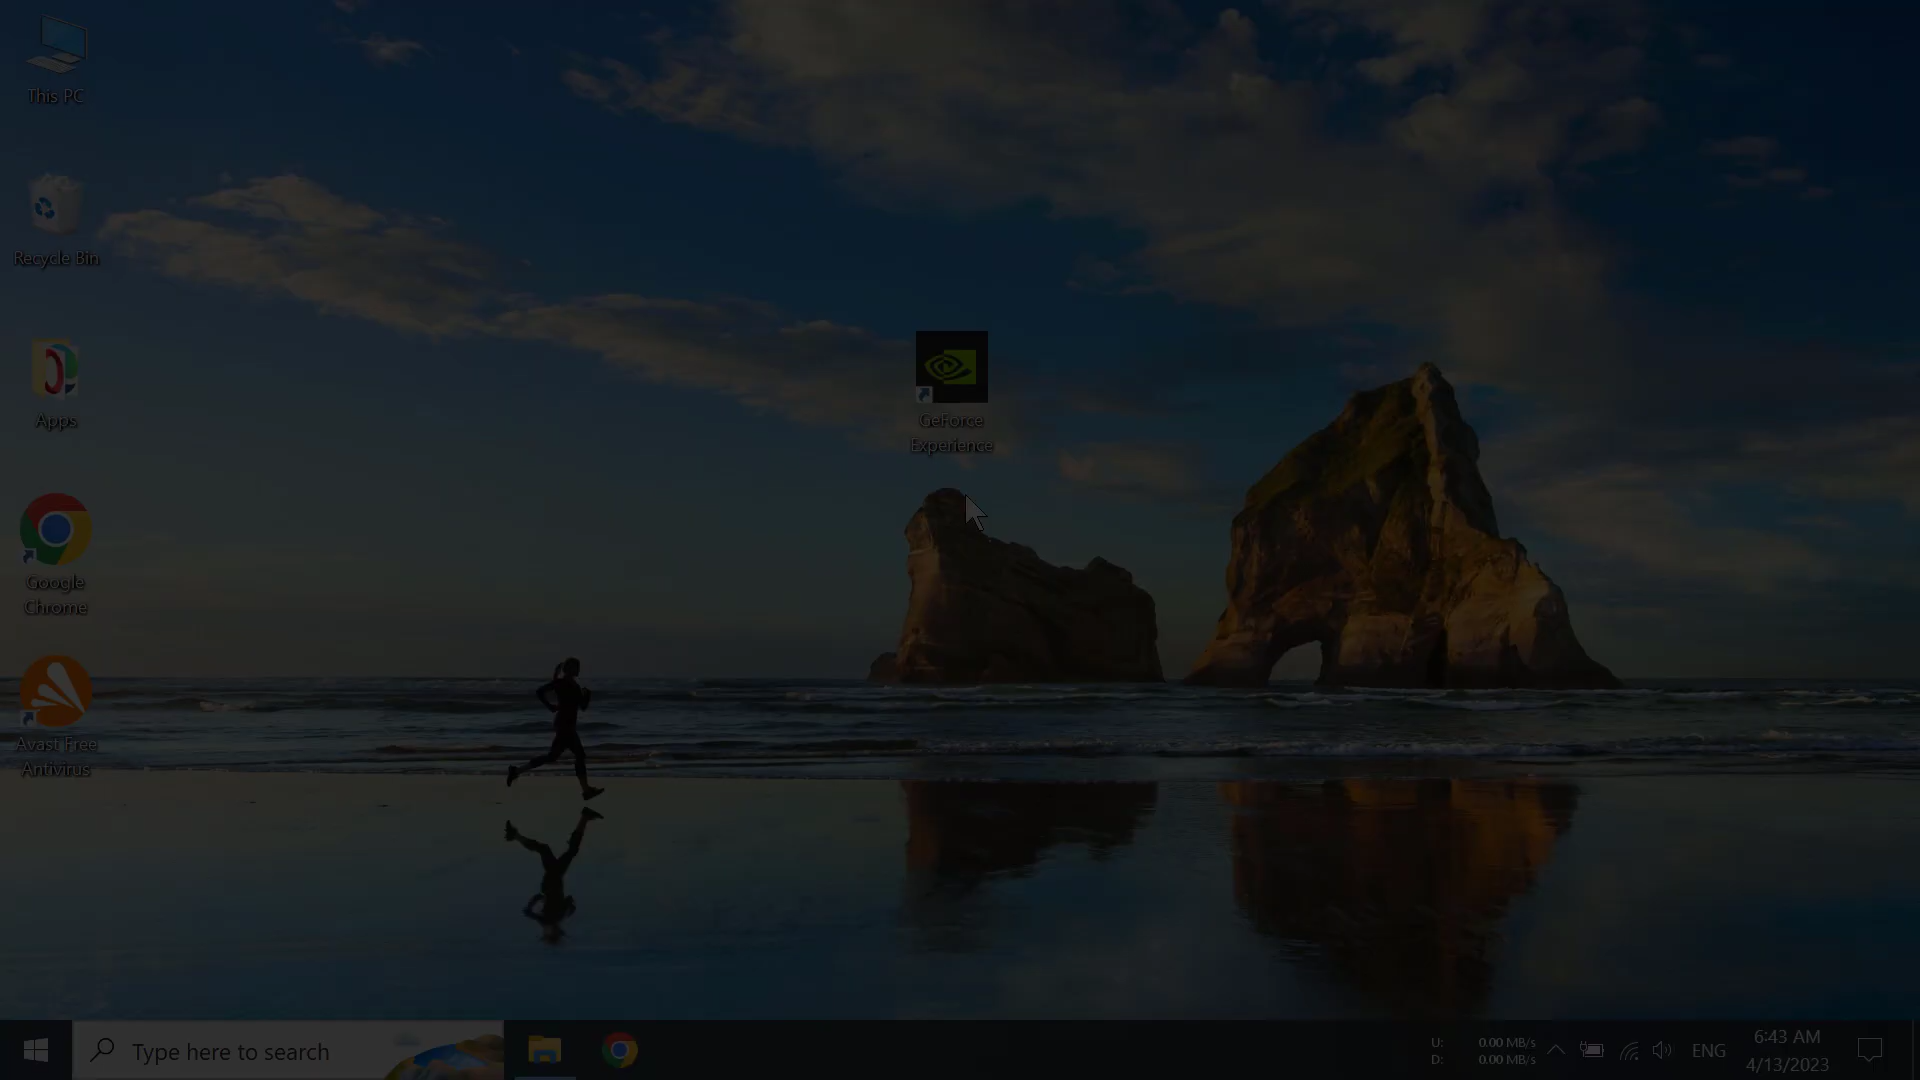 This PC
Recycle Bin
Apps
Google
Chrome
Avast Free
Antivirus
GeForce
Experience
Type here to search
U: 0.00 MB/s
D: 0.00 MB/s
ENG
6:43 AM
4/13/2023